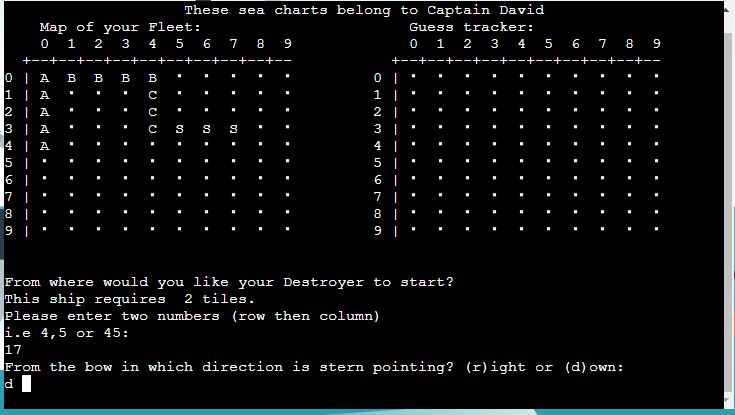 These sea charts belong to Captain David
Map of your Fleet: Guess tracker:
0 1 2 3 4 5 6 7 8 9 0 1 2 3 4 5 6 7 8 9
+--+--+--+--+--+--+--+--+--+-- +--+--+--+--+--+--+--+--+--+--
0 | A B B B B · · · · · 0 | · · · · · · · · · ·
1 | A · · · C · · · · · 1 | · · · · · · · · · ·
2 | A · · · C · · · · · 2 | · · · · · · · · · ·
3 | A · · · C S S S · · 3 | · · · · · · · · · ·
4 | A · · · · · · · · · 4 | · · · · · · · · · ·
5 | · · · · · · · · · · 5 | · · · · · · · · · ·
6 | · · · · · · · · · · 6 | · · · · · · · · · ·
7 | · · · · · · · · · · 7 | · · · · · · · · · ·
8 | · · · · · · · · · · 8 | · · · · · · · · · ·
9 | · · · · · · · · · · 9 | · · · · · · · · · ·
From where would you like your Destroyer to start?
This ship requires  2 tiles.
Please enter two numbers (row then column)
i.e 4,5 or 45:
17
From the bow in which direction is stern pointing? (r)ight or (d)own:
d